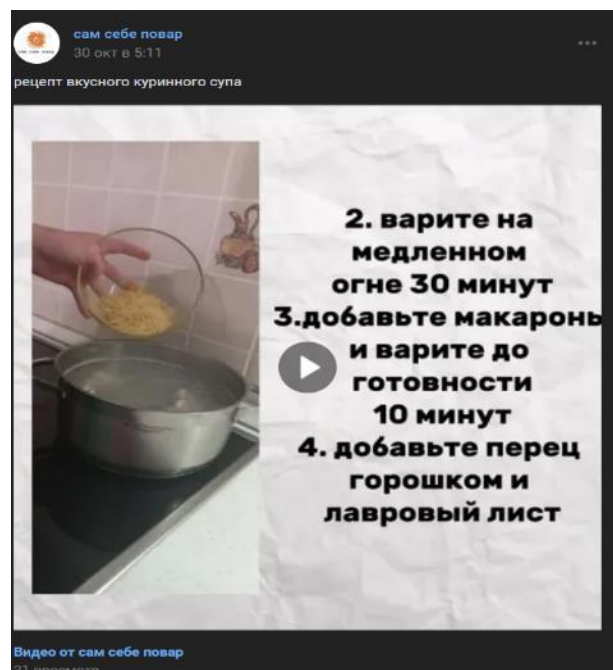 сам себе повар
30 окт в 5:11
рецепт вкусного куринного супа
2. варите на
медленном
огне 30 минут
3.добавьте макароны
и варите до
готовности
10 минут
4. добавьте перец
горошком и
лавровый лист
Видео от сам себе повар